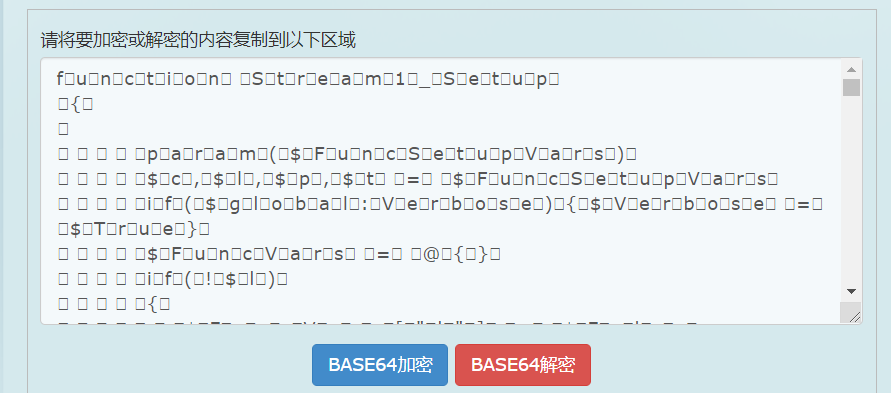 请将要加密或解密的内容复制到以下区域
f□u□n□c□t□i□o□n□ □S□t□r□e□a□m□1□_□S□e□t□u□p□
□{□
□
□ □ □ □ □p□a□r□a□m□(□$□F□u□n□c□S□e□t□u□p□V□a□r□s□)□
□ □ □ □ □$□c□,□$□l□,□$□p□,□$□t□ □=□ □$□F□u□n□c□S□e□t□u□p□V□a□r□s□
□ □ □ □ □i□f□(□$□g□l□o□b□a□l□:□V□e□r□b□o□s□e□)□{□$□V□e□r□b□o□s□e□ □=□
□$□T□r□u□e□}□
□ □ □ □ □$□F□u□n□c□V□a□r□s□ □=□ □@□{□}□
□ □ □ □ □i□f□(□!□$□l□)□
□ □ □ □ □{□
BASE64加密 BASE64解密